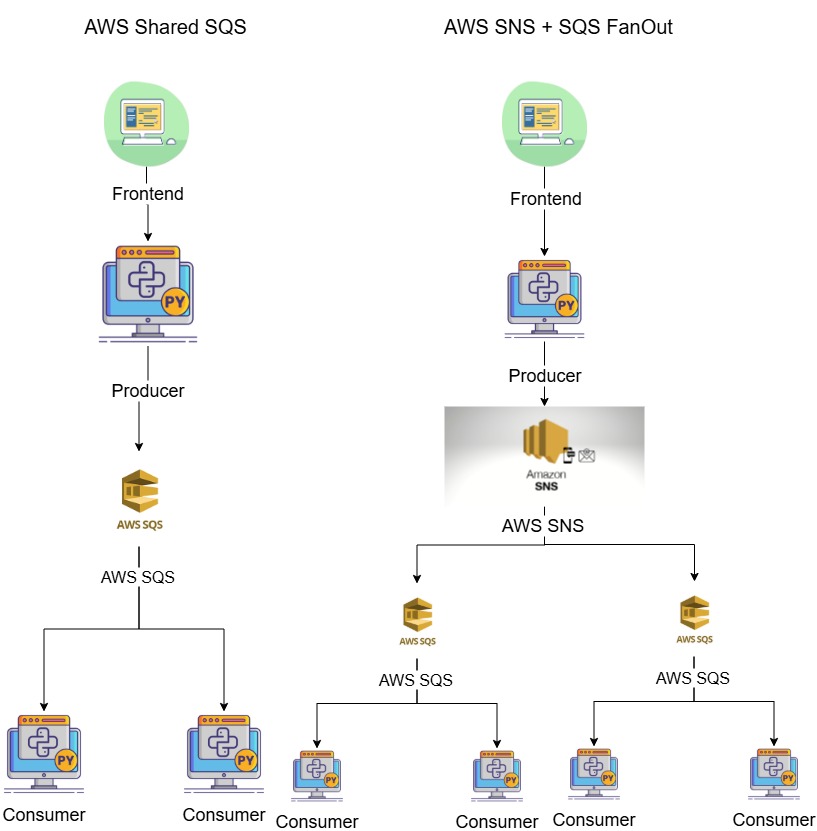 AWS Shared SQS
AWS SNS + SQS FanOut
Frontend
Frontend
PY
PY
Producer
Producer
Amazon
SNS
AWS SQS
AWS SNS
AWS SQS
AWS SQS
AWS SQS
AWS SQS
AWS SQS
PY
PY
PY
PY
PY
PY
Consumer
Consumer
Consumer
Consumer
Consumer
Consumer